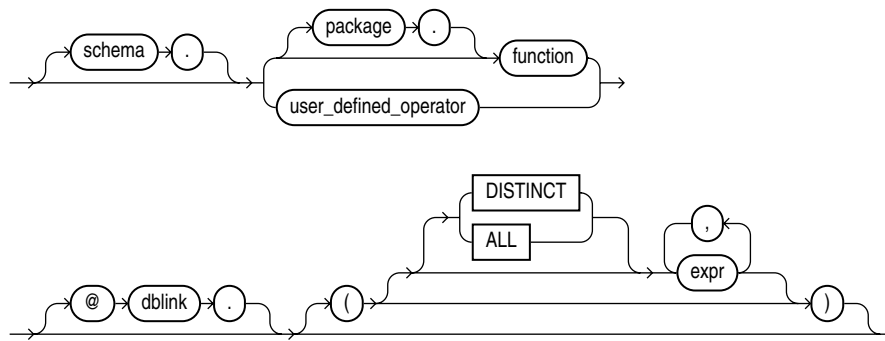 package .
schema . function
user_defined_operator
DISTINCT
ALL ,
expr
@ dblink . ( )